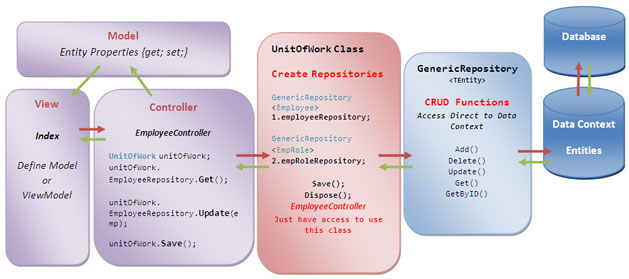 Model
Entity Properties {get; set;}
View
Index
Define Model
or
ViewModel
Controller
EmployeeController
UnitOfWork unitOfWork;
unitOfWork.
EmployeeRepository.Get();
unitOfWork.
EmployeeRepository.Update(e
mp);
unitOfWork.Save();
UnitOfWork Class
Create Repositories
GenericRepository
<Employee>
1.employeeRepository;
GenericRepository
<EmpRole>
2.empRoleRepository;
Save();
Dispose();
EmployeeController
Just have access to use
this class
GenericRepository
<TEntity>
CRUD Functions
Access Direct to Data
Context
Add()
Delete()
Update()
Get()
GetByID()
Database
Data Context
Entities